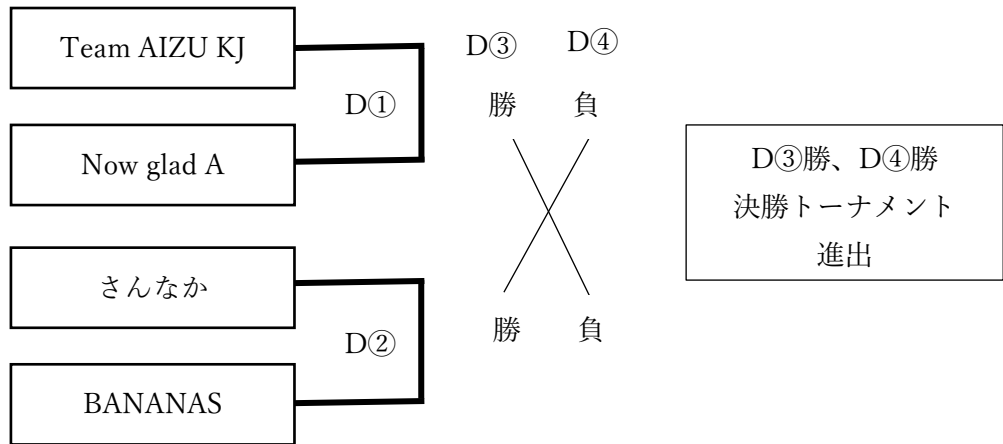 Team AIZU KJ
D①
Now glad A
さんなか
D②
BANANAS
D③ D④
勝 負
勝 負
D③勝、D④勝
決勝トーナメント
進出